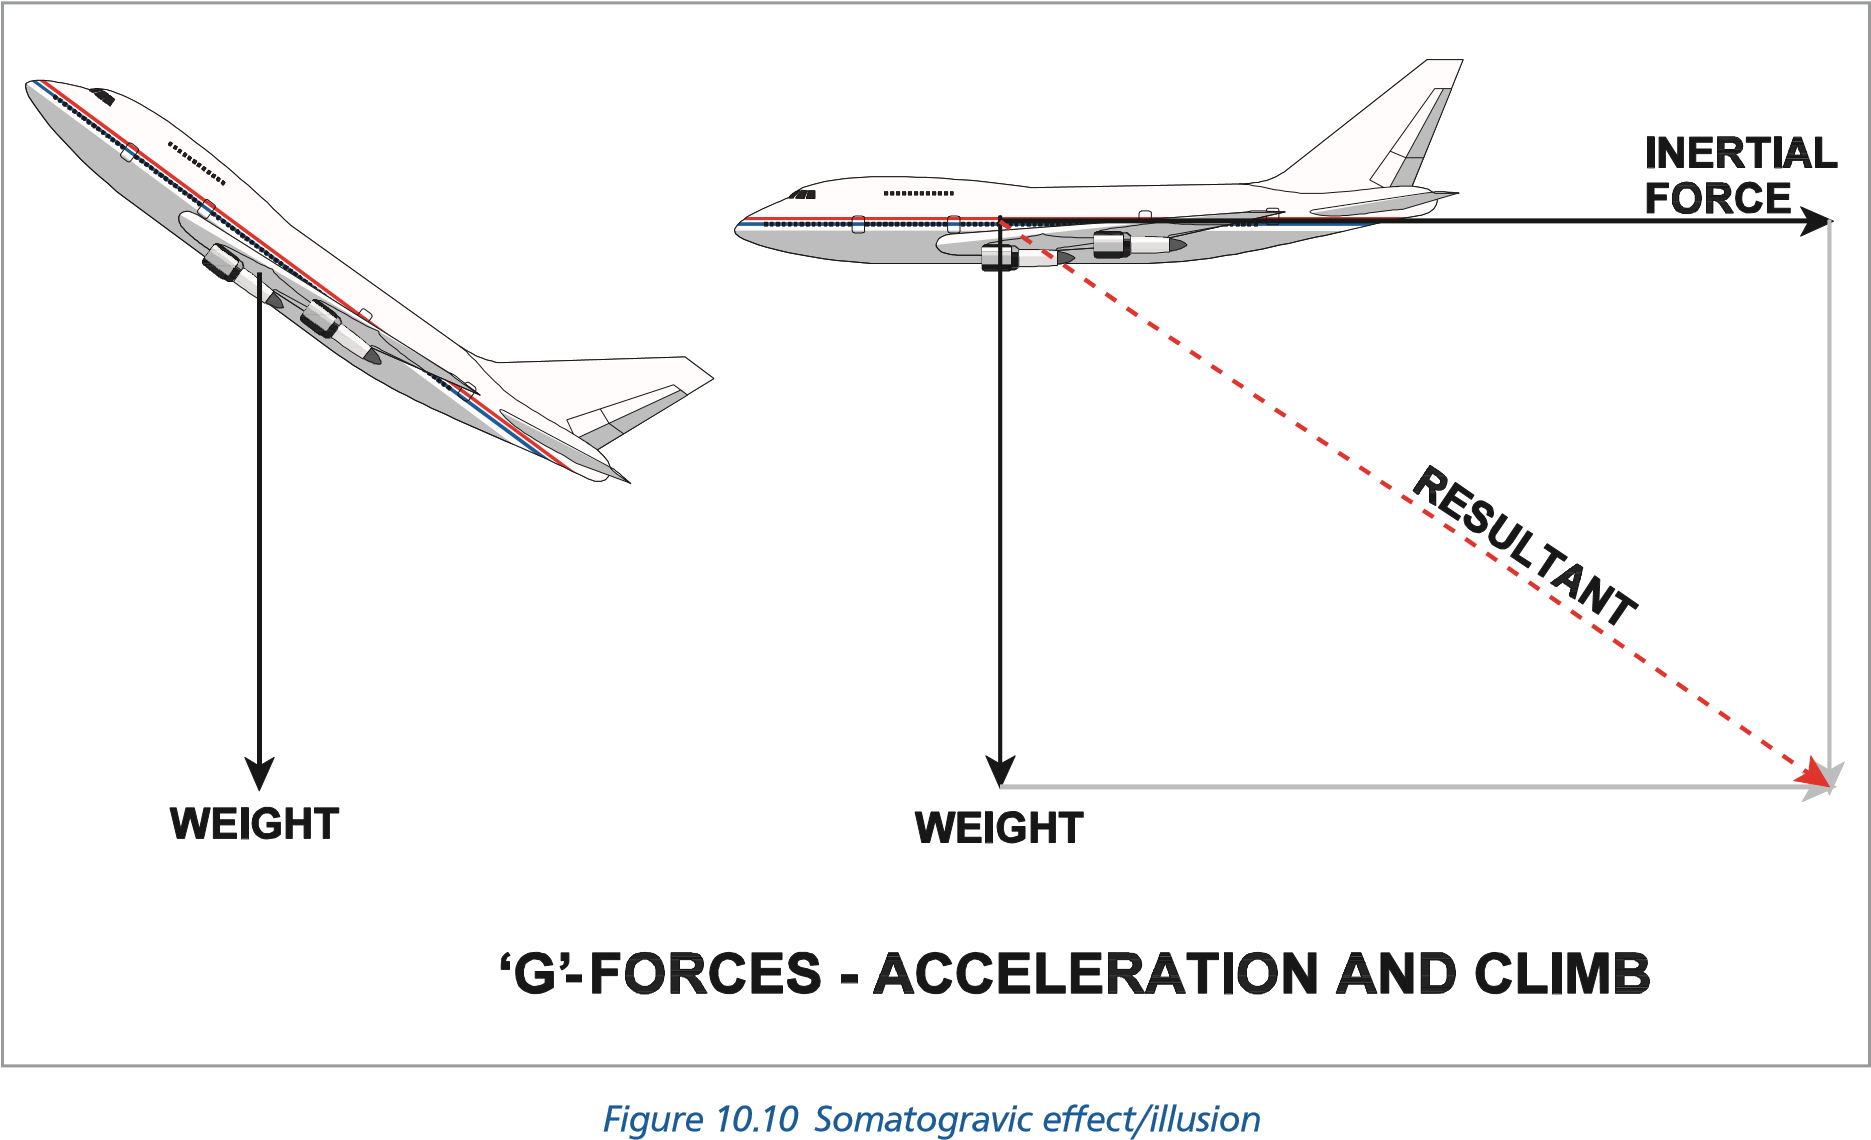 INERTIAL
FORCE
RESULTANT
WEIGHT
WEIGHT
‘G’-FORCES - ACCELERATION AND CLIMB
Figure 10.10 Somatogravic effect/illusion